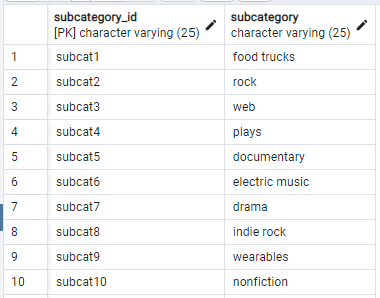 subcategory_id subcategory
[PK] character varying (25) character varying (25)
1 subcat1 food trucks
2 subcat2 rock
3 subcat3 web
4 subcat4 plays
5 subcat5 documentary
6 subcat6 electric music
7 subcat7 drama
8 subcat8 indie rock
9 subcat9 wearables
10 subcat10 nonfiction